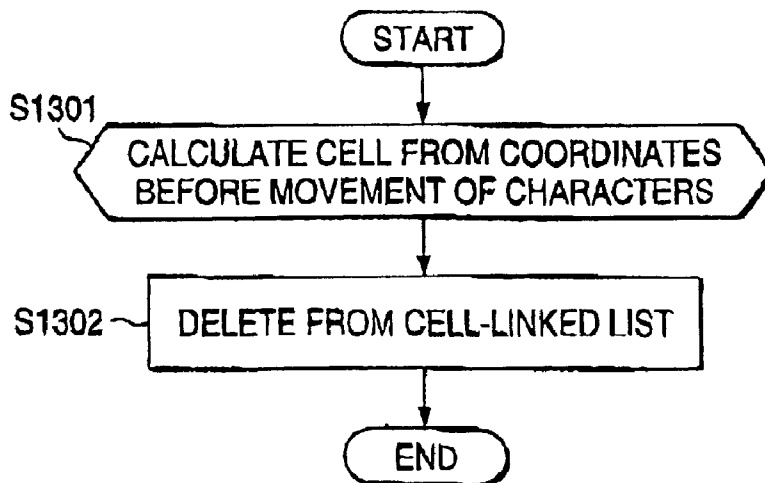 START
S1301
CALCULATE CELL FROM COORDINATES
BEFORE MOVEMENT OF CHARACTERS
S1302
DELETE FROM CELL-LINKED LIST
END